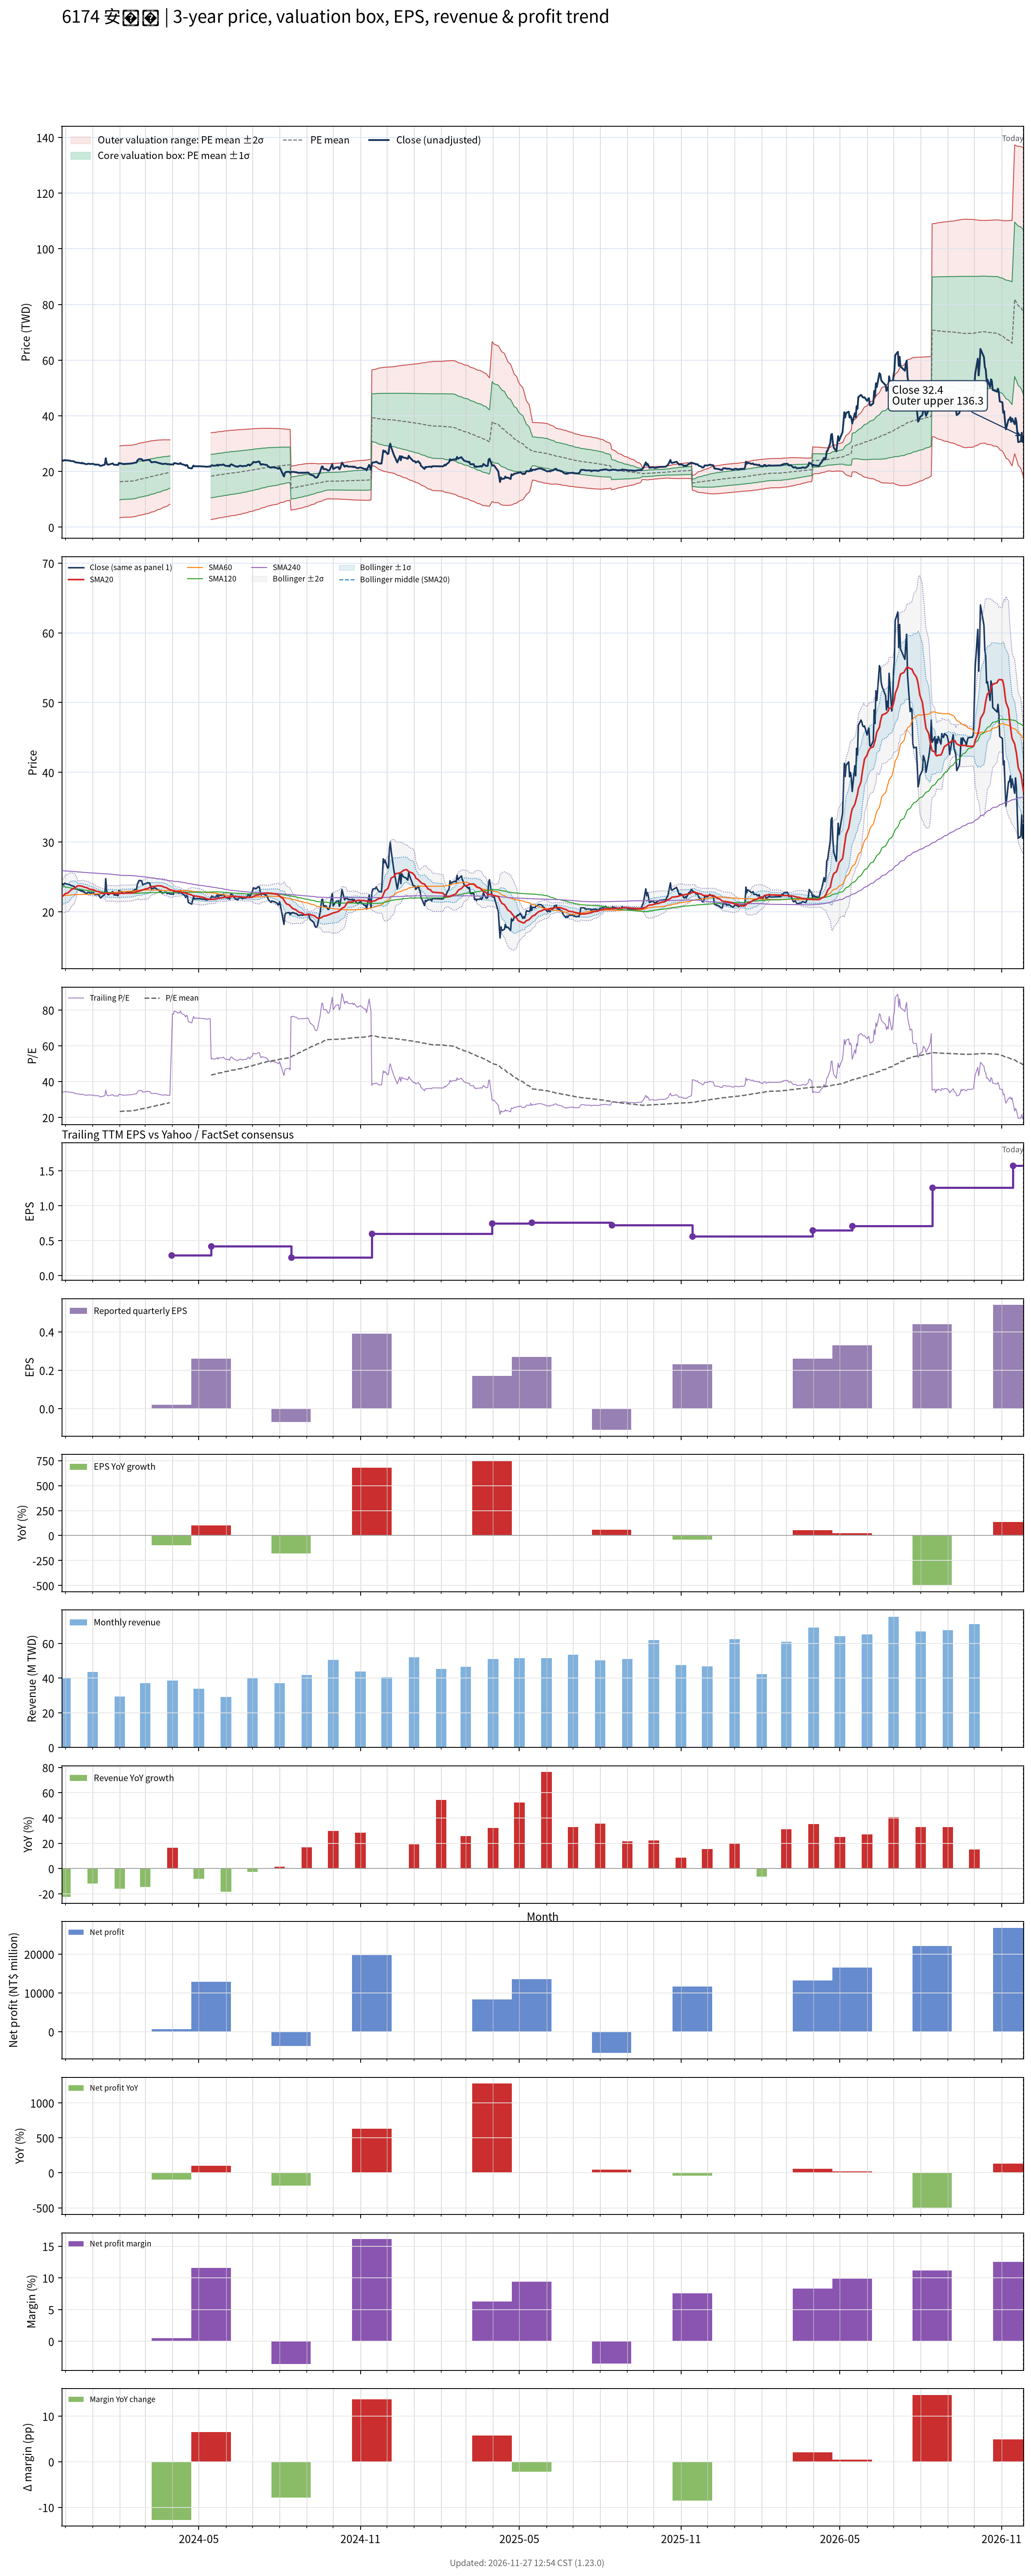 6174 安 | 3-year price, valuation box, EPS, revenue & profit trend
Outer valuation range: PE mean ±2σ
Core valuation box: PE mean ±1σ
PE mean
Close (unadjusted)
Today
140
120
100
80
60
40
20
0
Price (TWD)
Close 32.4
Outer upper 136.3
Close (same as panel 1)
SMA20
SMA60
SMA120
SMA240
Bollinger ±2σ
Bollinger ±1σ
Bollinger middle (SMA20)
70
60
50
40
30
20
Price
Trailing P/E
P/E mean
80
60
40
20
P/E
Trailing TTM EPS vs Yahoo / FactSet consensus
Today
1.5
1.0
0.5
0.0
EPS
Reported quarterly EPS
0.4
0.2
0.0
EPS
EPS YoY growth
750
500
250
0
-250
-500
YoY (%)
Monthly revenue
60
40
20
0
Revenue (M TWD)
Revenue YoY growth
80
60
40
20
0
-20
YoY (%)
Month
Net profit
20000
10000
0
Net profit (NT$ million)
Net profit YoY
1000
500
0
-500
YoY (%)
Net profit margin
15
10
5
0
Margin (%)
Margin YoY change
10
0
-10
Δ margin (pp)
2024-05
2024-11
2025-05
2025-11
2026-05
2026-11
Updated: 2026-11-27 12:54 CST (1.23.0)